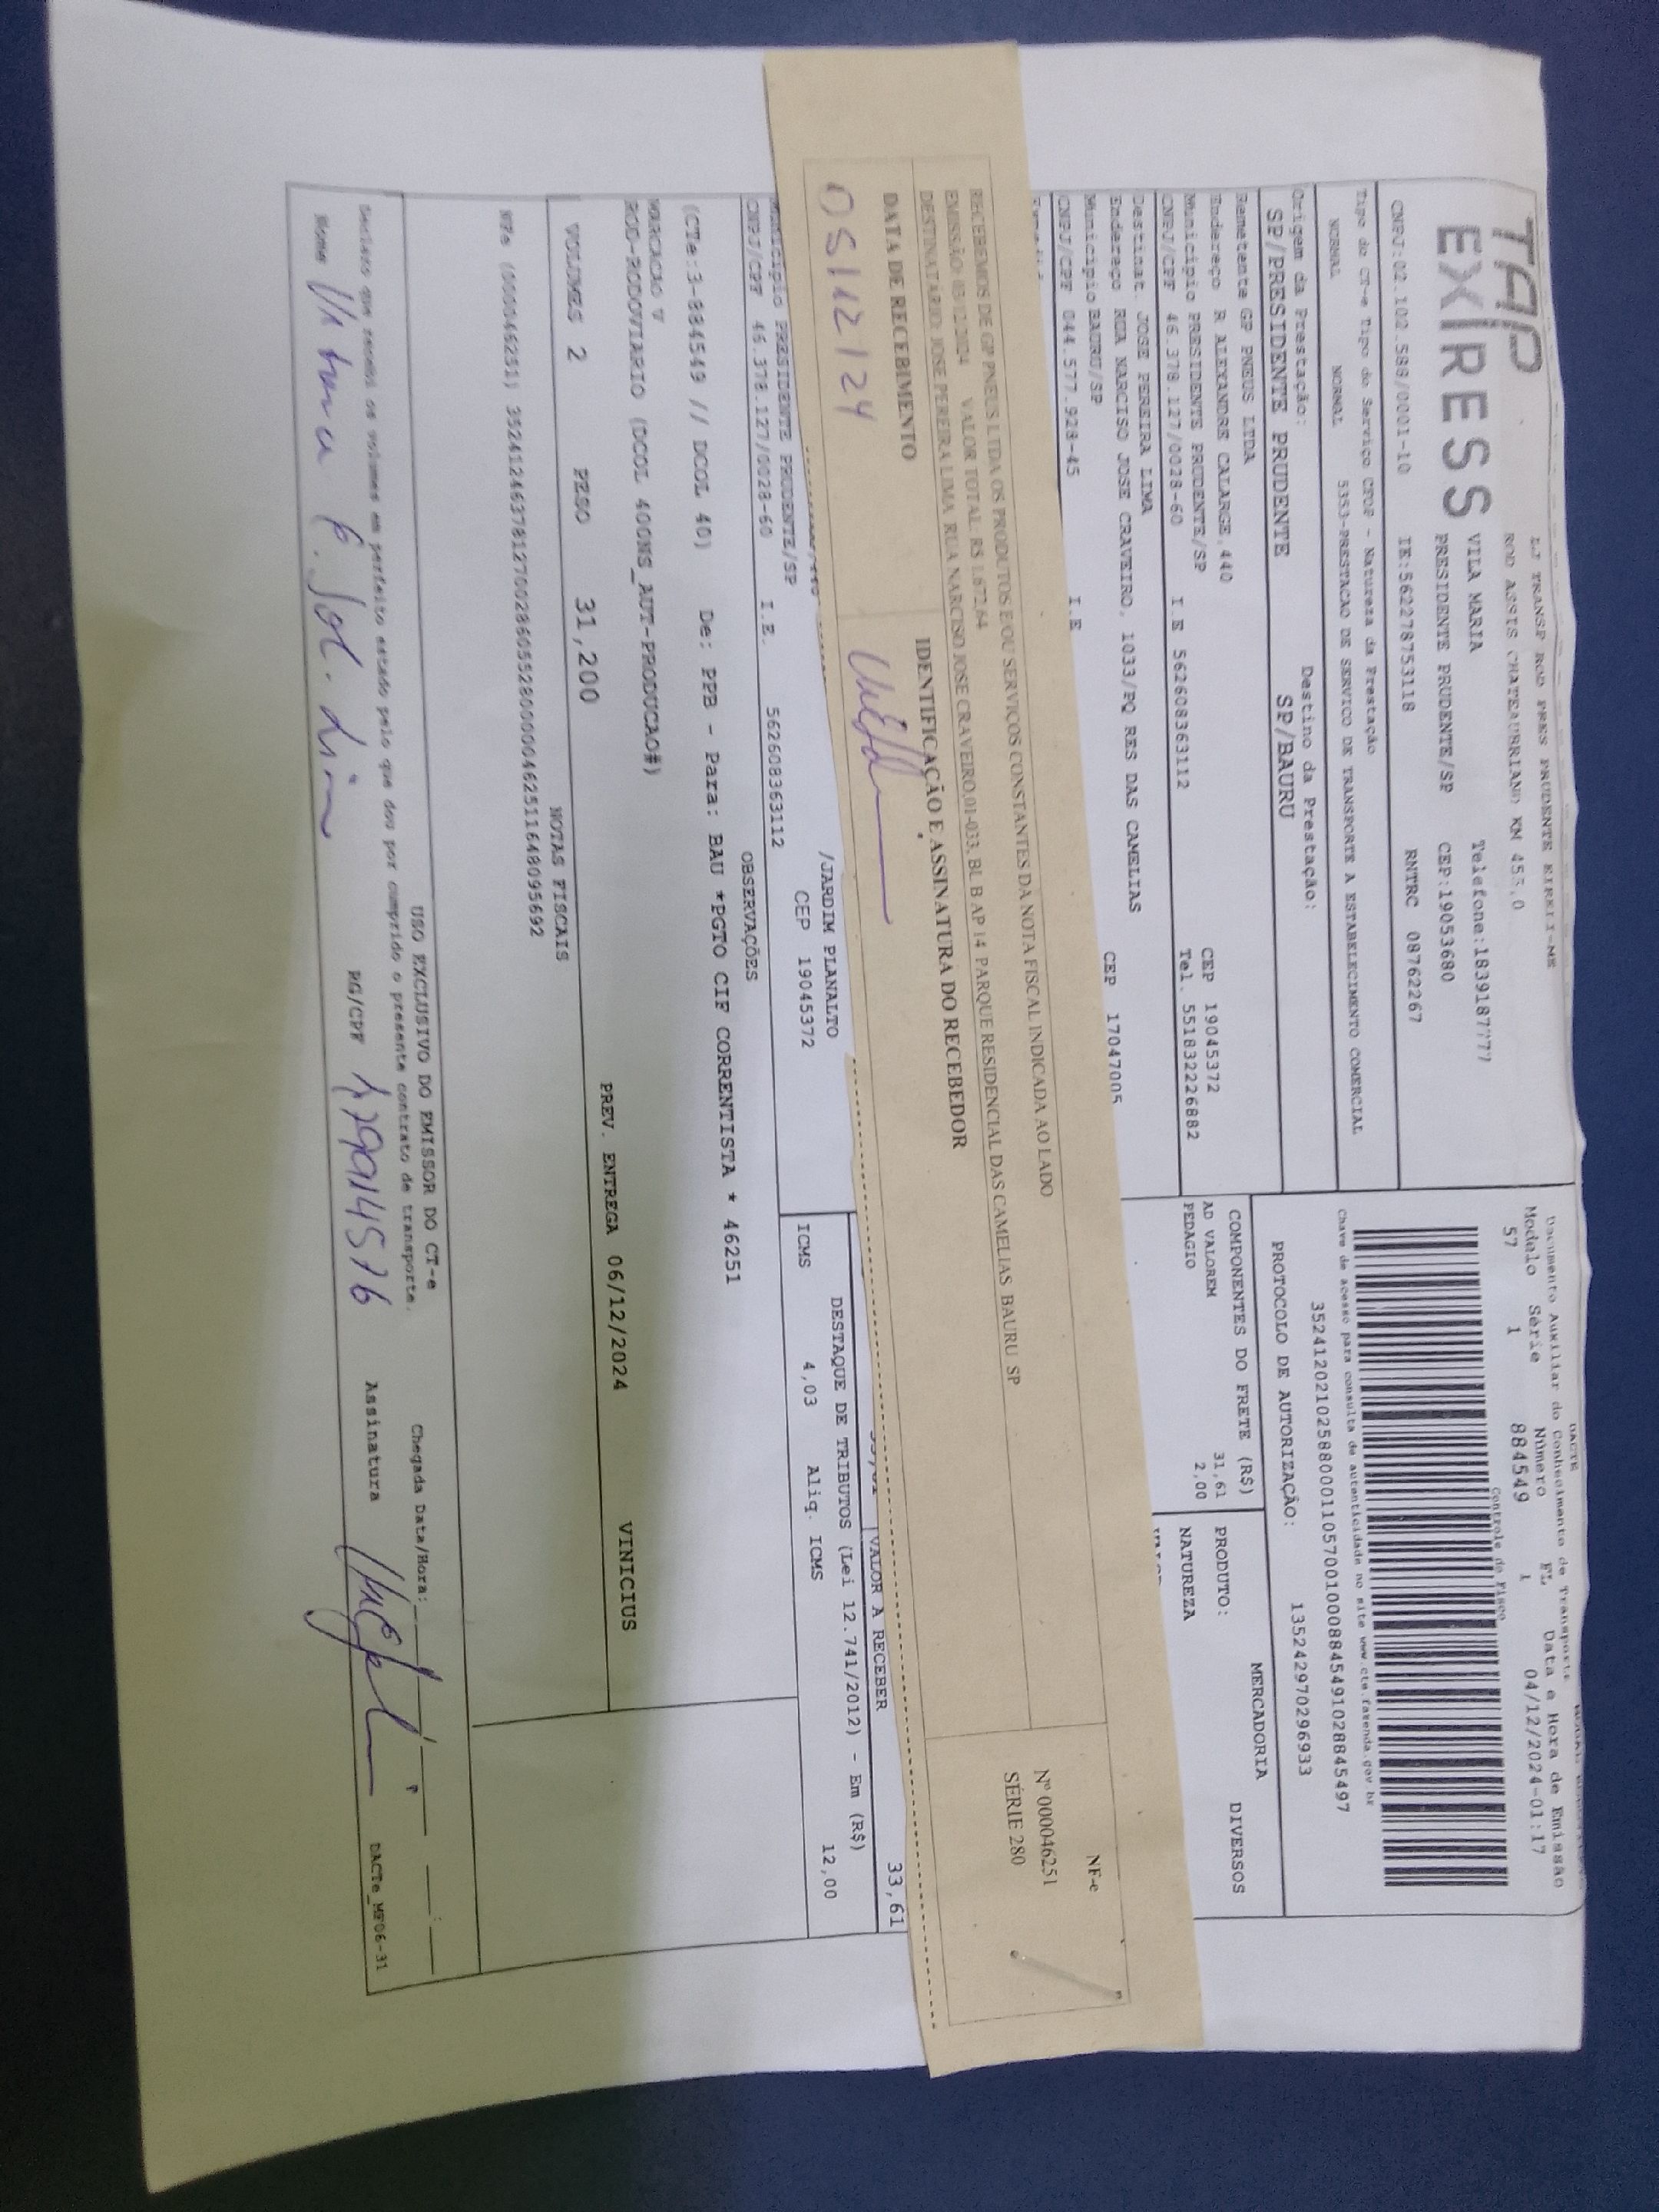 TAP
EXPRESS
LJ TRANSP ROD PRES PRUDENTE EIRELI-ME
ROD ASSIS CHATEAUBRIAND KM 455,0
VILA MARIA Telefone:1839187777
PRESIDENTE PRUDENTE/SP CEP:19053680
CNPJ:02.102.588/0001-10 IE:562278753118 RNTRC 08762267
Tipo do CT-e Tipo do Serviço CFOP - Natureza da Prestação
NORMAL NORMAL 5353-PRESTACAO DE SERVICO DE TRANSPORTE A ESTABELECIMENTO COMERCIAL
Origem da Prestação: Destino da Prestação:
SP/PRESIDENTE PRUDENTE SP/BAURU
DACTE
Documento Auxiliar do Conhecimento de Transporte
Modelo Série Número FL Data e Hora de Emissão
57 1 884549 1 04/12/2024-01:17
Controle do Fisco
Chave de acesso para consulta de autenticidade no site www.cte.fazenda.gov.br
35241202102588000110570010008845491028845497
PROTOCOLO DE AUTORIZAÇÃO: 135242970296933
Remetente GP PNEUS LTDA
Endereço R ALEXANDRE CALARGE,440 CEP 19045372
Município PRESIDENTE PRUDENTE/SP Tel. 551832226882
CNPJ/CPF 46.378.127/0028-60 I E 562608363112
Destinat. JOSE PEREIRA LIMA
Endereço RUA NARCISO JOSE CRAVEIRO, 1033/PQ RES DAS CAMELIAS
Município BAURU/SP CEP 17047005
CNPJ/CPF 044.577.928-45 I E
COMPONENTES DO FRETE (R$)
AD VALOREM 31,61
PEDAGIO 2,00
MERCADORIA
PRODUTO: DIVERSOS
NATUREZA
RECEBEMOS DE GP PNEUS LTDA OS PRODUTOS E/OU SERVIÇOS CONSTANTES DA NOTA FISCAL INDICADA AO LADO
EMISSÃO: 03/12/2024 VALOR TOTAL: R$ 1.672,64
DESTINATÁRIO: JOSE PEREIRA LIMA, RUA NARCISO JOSE CRAVEIRO,01-033, BL B AP 14 PARQUE RESIDENCIAL DAS CAMELIAS BAURU SP
DATA DE RECEBIMENTO IDENTIFICAÇÃO E ASSINATURA DO RECEBEDOR
05/12/24
NF-e
Nº 000046251
SÉRIE 280
/JARDIM PLANALTO
Município PRESIDENTE PRUDENTE/SP CEP 19045372
CNPJ/CPF 46.378.127/0028-60 I.E. 562608363112
VALOR A RECEBER 33,61
DESTAQUE DE TRIBUTOS (Lei 12.741/2012) - Em (R$)
ICMS 4,03 Aliq. ICMS 12,00
OBSERVAÇÕES
(CTe:3-884549 // DCOL 40) De: PPB - Para: BAU *PGTO CIF CORRENTISTA * 46251
MARCACAO V
ROD-RODOVIARIO (DCOL 400NS_AUT-PRODUCAO#)
VINICIUS
VOLUMES 2 PESO 31,200 PREV. ENTREGA 06/12/2024
NOTAS FISCAIS
NFe (000046251) 35241246378127002860552800000462511648095692
USO EXCLUSIVO DO EMISSOR DO CT-e
Declaro que recebi os volumes em perfeito estado pelo que dou por cumprido o presente contrato de transporte.
Chegada Data/Hora:
Nome RG/CPF Assinatura
DACTe_MF06-31